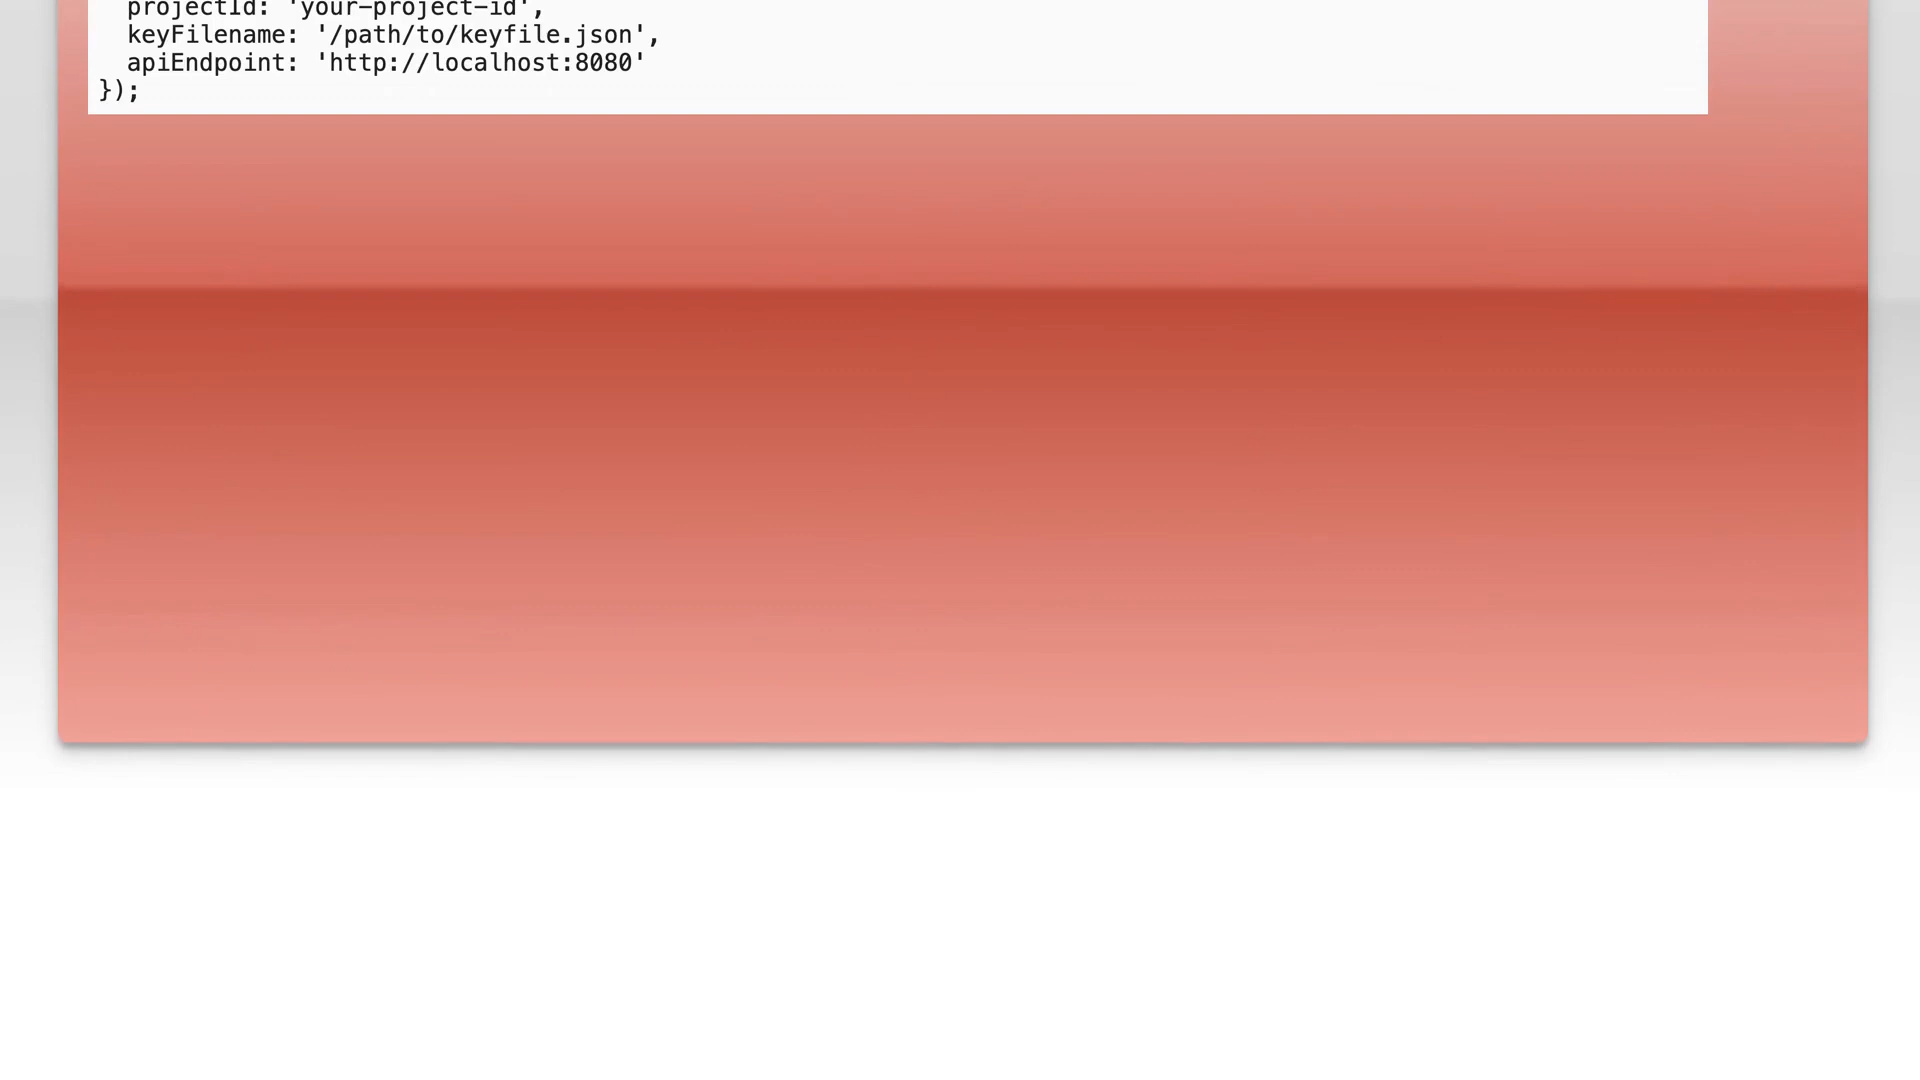 projectId: 'your-project-id',
keyFilename: '/path/to/keyfile.json',
apiEndpoint: 'http://localhost:8080'
});